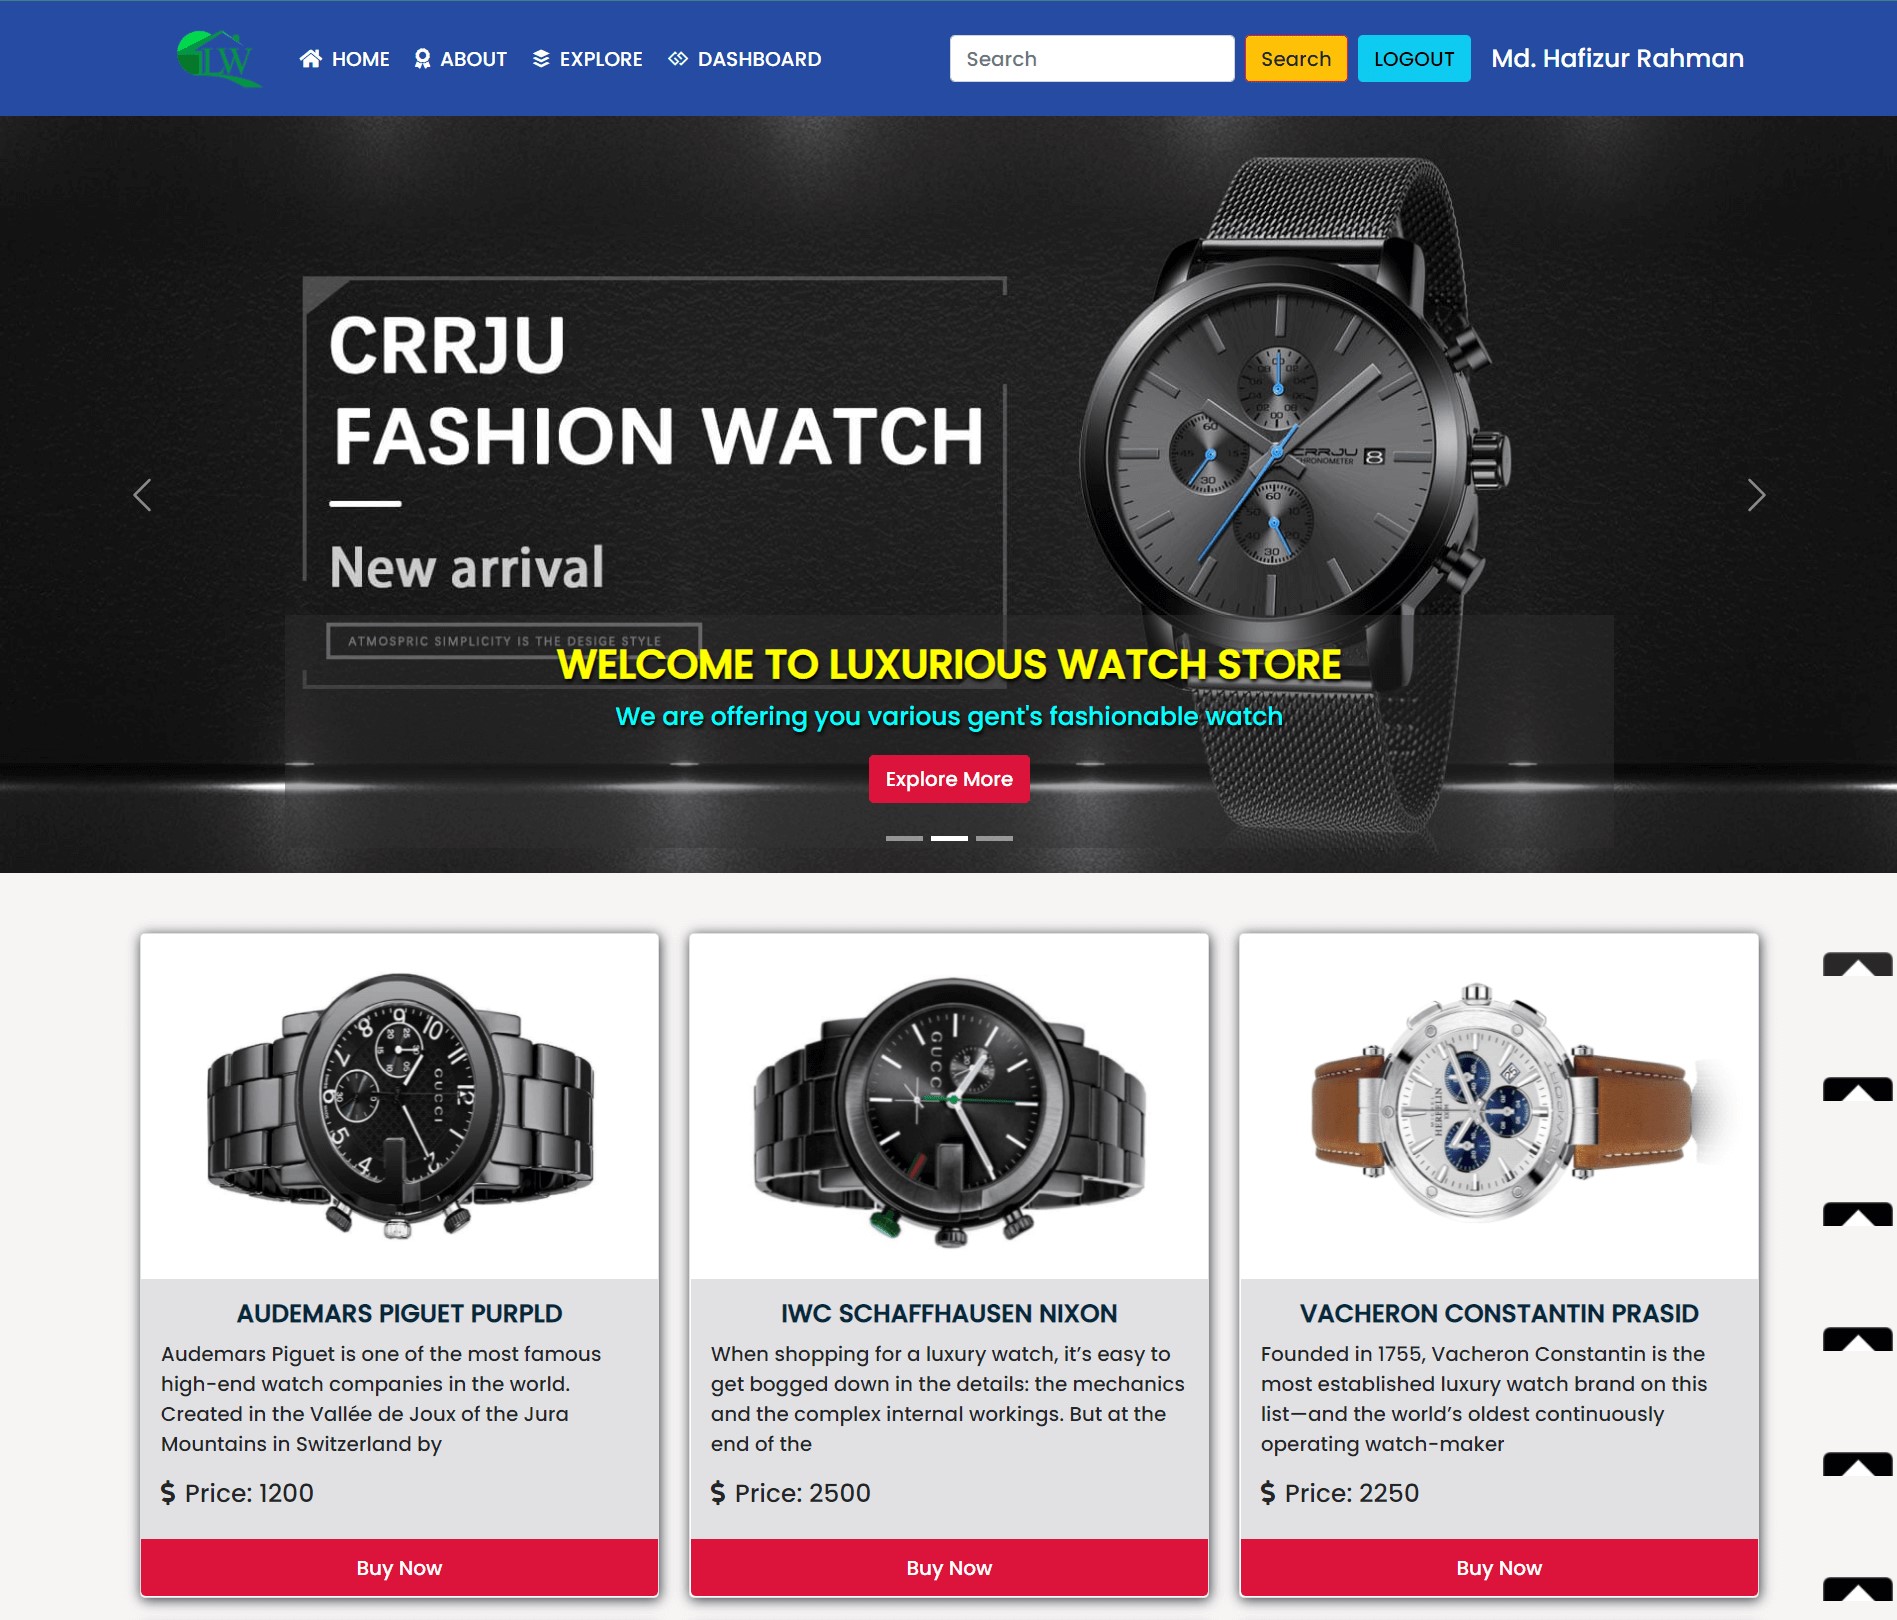 LW
HOME
ABOUT
EXPLORE
DASHBOARD
Search
Search
LOGOUT
Md. Hafizur Rahman
CRRJU
FASHION WATCH
New arrival
ATMOSPRIC SIMPLICITY IS THE DESIGE STYLE
CRRJU
CHRONOMETER 8
WELCOME TO LUXURIOUS WATCH STORE
We are offering you various gent's fashionable watch
Explore More
GUCCI
GUCCI
HERBELIN
AUDEMARS PIGUET PURPLD
Audemars Piguet is one of the most famous
high-end watch companies in the world.
Created in the Vallée de Joux of the Jura
Mountains in Switzerland by
$ Price: 1200
Buy Now
IWC SCHAFFHAUSEN NIXON
When shopping for a luxury watch, it’s easy to
get bogged down in the details: the mechanics
and the complex internal workings. But at the
end of the
$ Price: 2500
Buy Now
VACHERON CONSTANTIN PRASID
Founded in 1755, Vacheron Constantin is the
most established luxury watch brand on this
list—and the world’s oldest continuously
operating watch-maker
$ Price: 2250
Buy Now